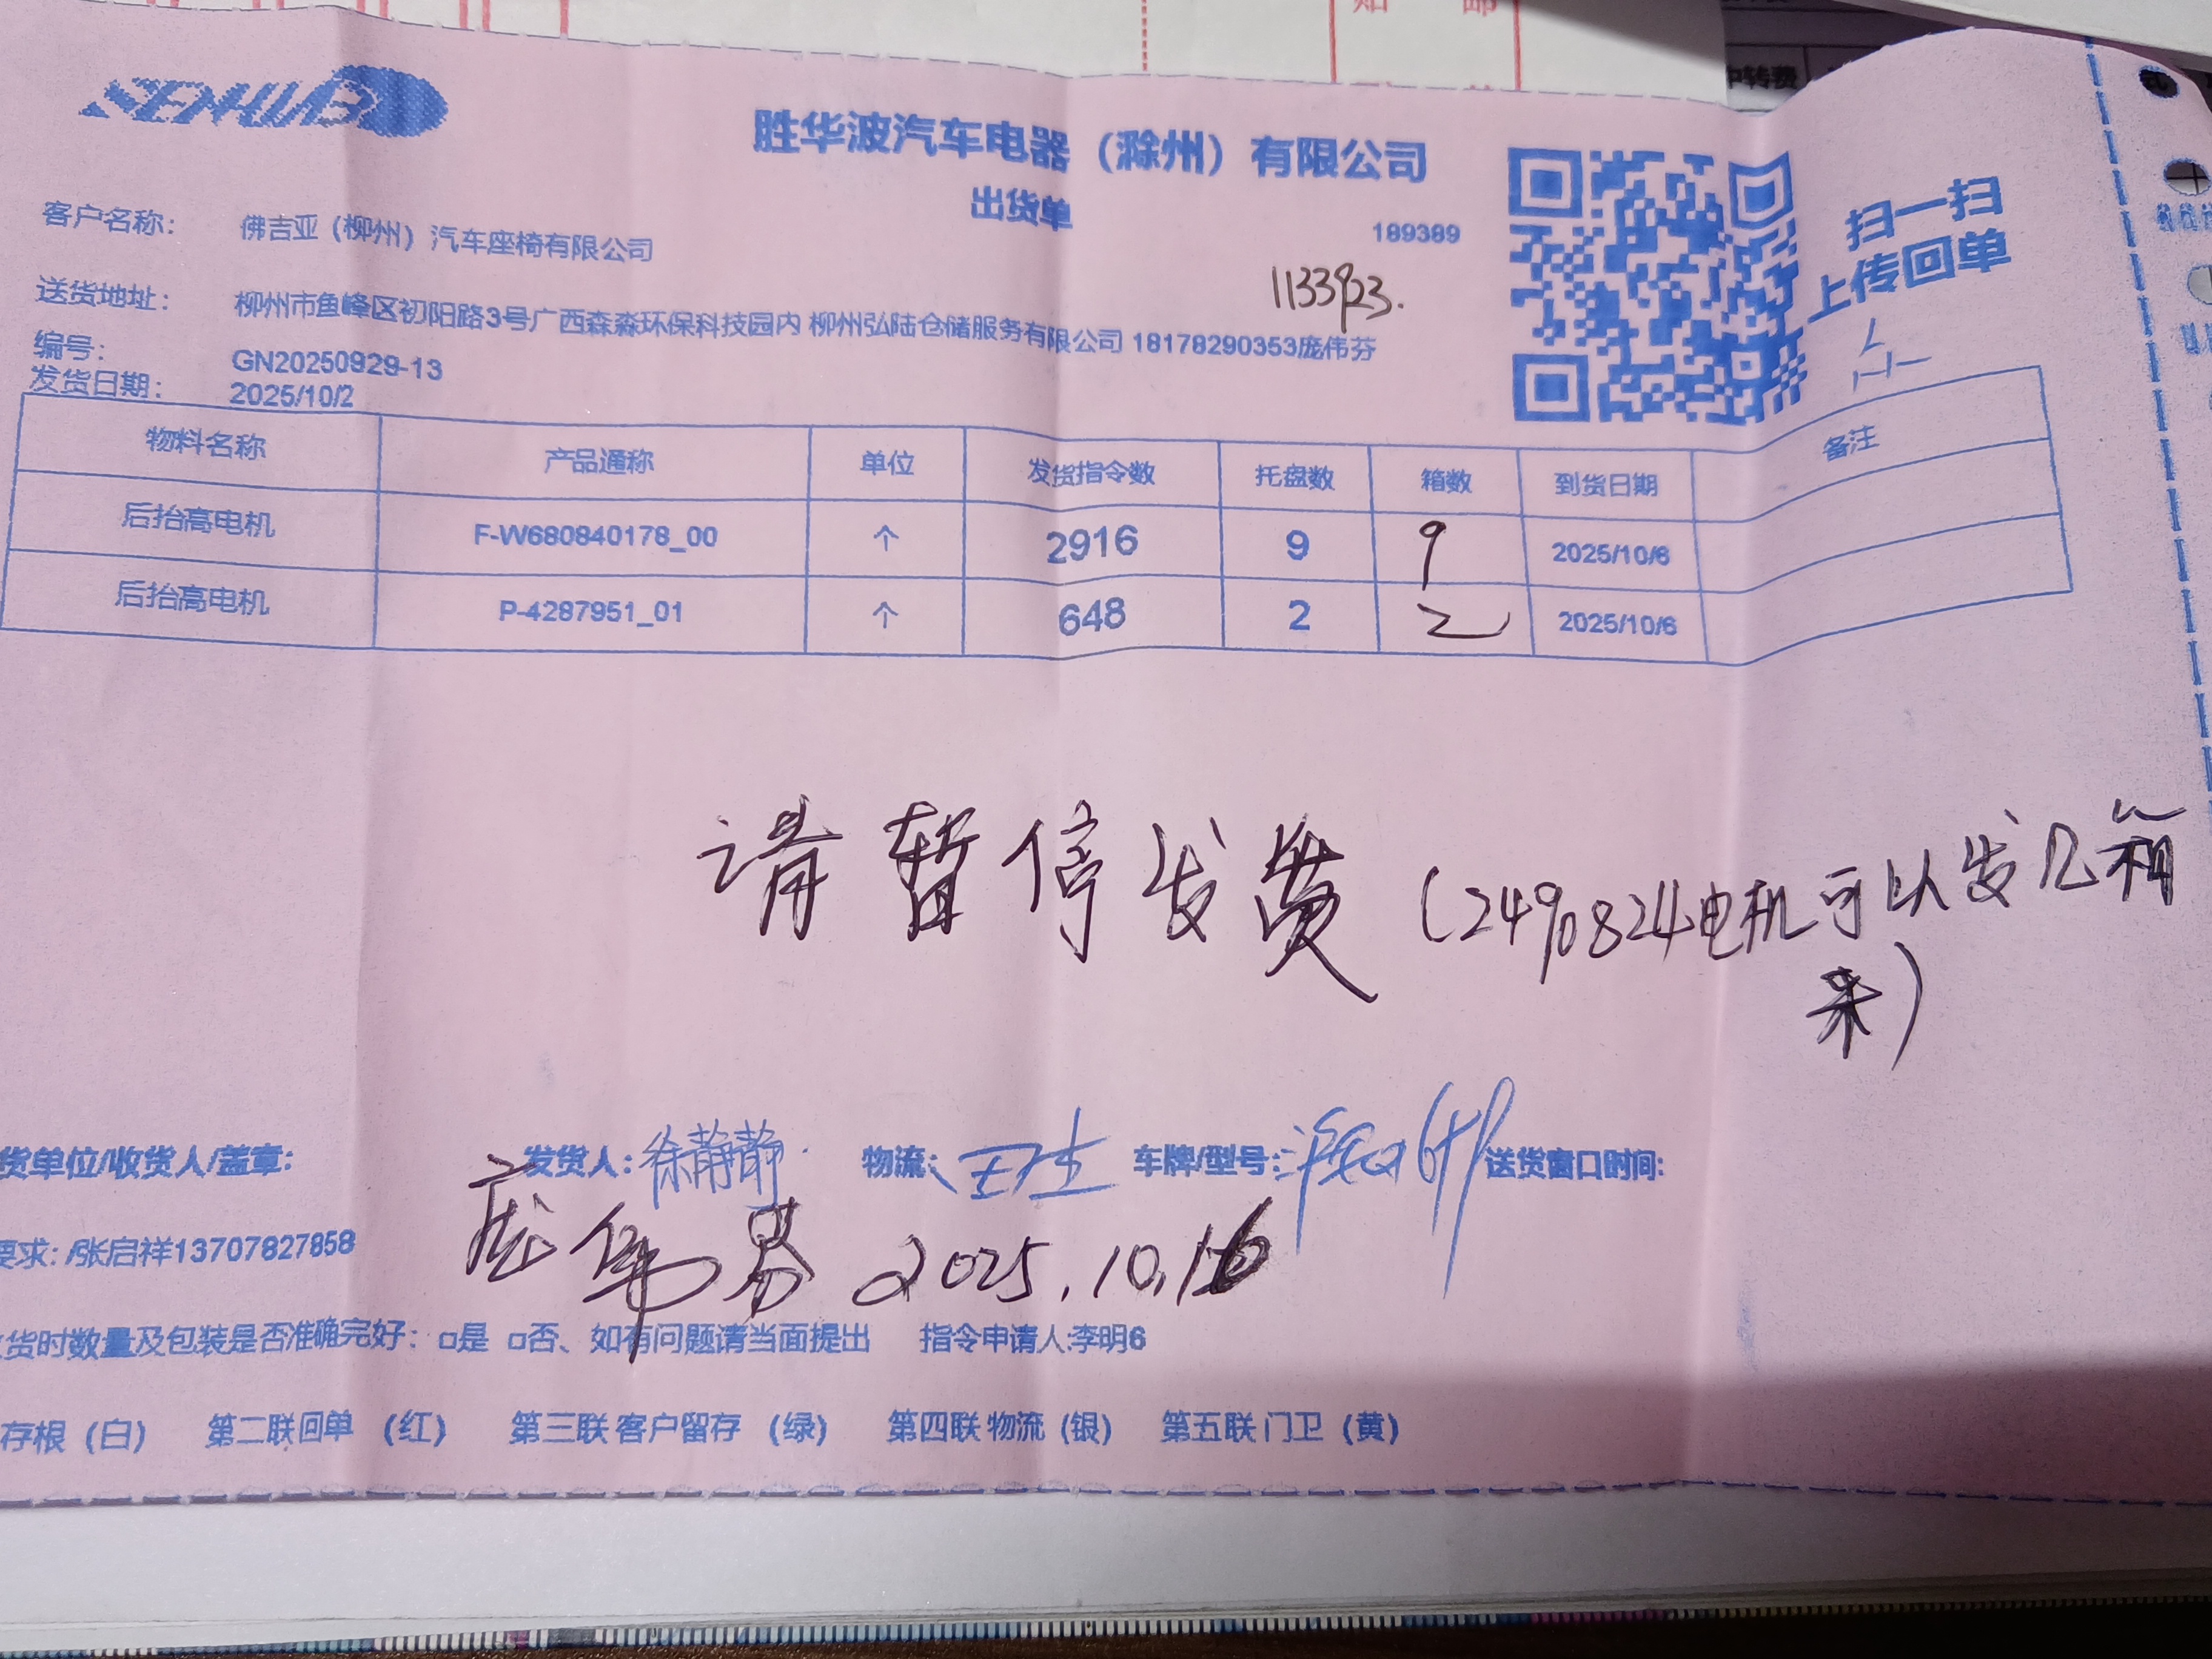 SENHWB
胜华波汽车电器（滁州）有限公司
出货单
189389
扫一扫
上传回单
客户名称： 佛吉亚（柳州）汽车座椅有限公司
1133923.
送货地址： 柳州市鱼峰区初阳路3号广西森淼环保科技园内 柳州弘陆仓储服务有限公司 18178290353庞伟芬
编号： GN20250929-13
发货日期： 2025/10/2
物料名称 产品通称 单位 发货指令数 托盘数 箱数 到货日期 备注
后抬高电机 F-W680840178_00 个 2916 9 9 2025/10/6
后抬高电机 P-4287951_01 个 648 2 2 2025/10/6
请暂停发货（2490824电机可以发几箱
来）
货单位/收货人/盖章： 发货人：徐静静 物流： 车牌/型号： 送货窗口时间：
庞伟芬 2025.10.16
要求：/张启祥13707827858
货时数量及包装是否准确完好：□是 □否、如有问题请当面提出 指令申请人:李明6
存根（白） 第二联回单 （红） 第三联 客户留存 （绿） 第四联 物流（银） 第五联 门卫（黄）
中转费